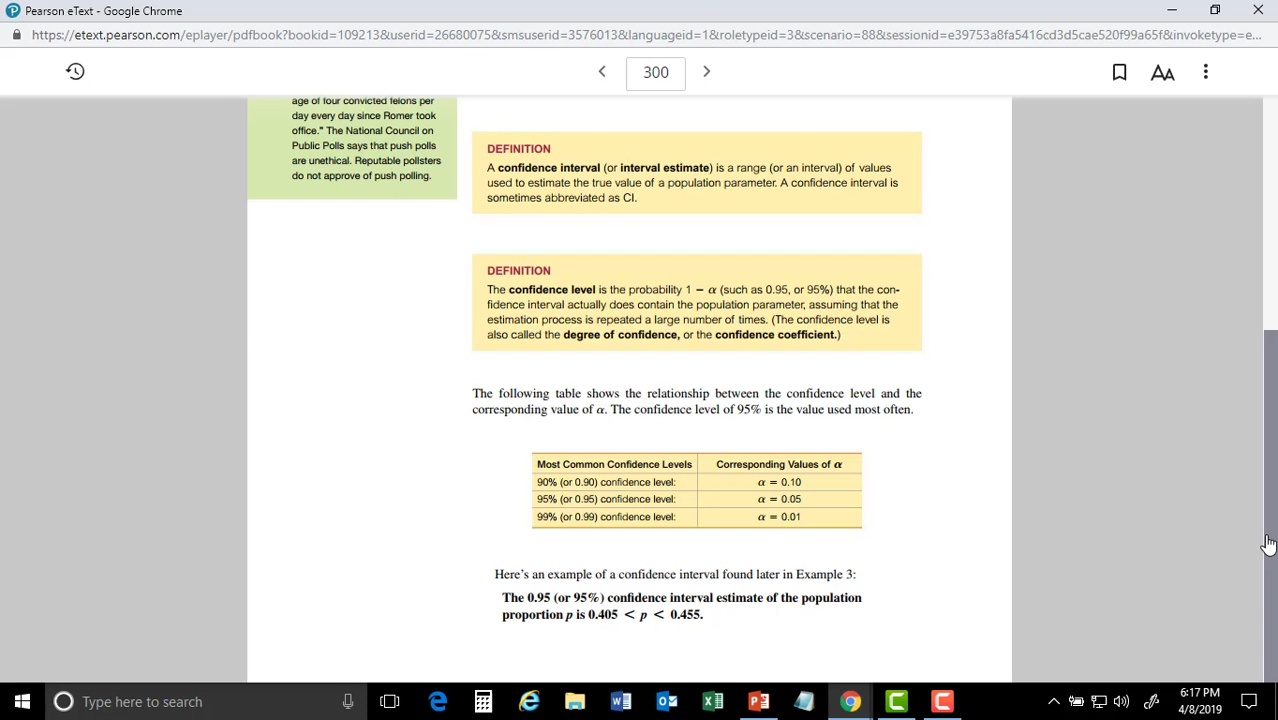 Pearson eText - Google Chrome
https://etext.pearson.com/eplayer/pdfbook?bookid=109213&userid=26680075&smsuserid=3576013&languageid=1&roletypeid=3&scenario=88&sessionid=e39753a8fa5416cd3d5cae520f99a65f&invoketype=e...
300
age of four convicted felons per
day every day since Romer took
office." The National Council on
Public Polls says that push polls
are unethical. Reputable pollsters
do not approve of push polling.
DEFINITION
A confidence interval (or interval estimate) is a range (or an interval) of values
used to estimate the true value of a population parameter. A confidence interval is
sometimes abbreviated as CI.
DEFINITION
The confidence level is the probability 1 − α (such as 0.95, or 95%) that the con-
fidence interval actually does contain the population parameter, assuming that the
estimation process is repeated a large number of times. (The confidence level is
also called the degree of confidence, or the confidence coefficient.)
The following table shows the relationship between the confidence level and the
corresponding value of α. The confidence level of 95% is the value used most often.
Most Common Confidence Levels Corresponding Values of α
90% (or 0.90) confidence level: α = 0.10
95% (or 0.95) confidence level: α = 0.05
99% (or 0.99) confidence level: α = 0.01
Here's an example of a confidence interval found later in Example 3:
The 0.95 (or 95%) confidence interval estimate of the population
proportion p is 0.405 < p < 0.455.
Type here to search
6:17 PM
4/8/2019